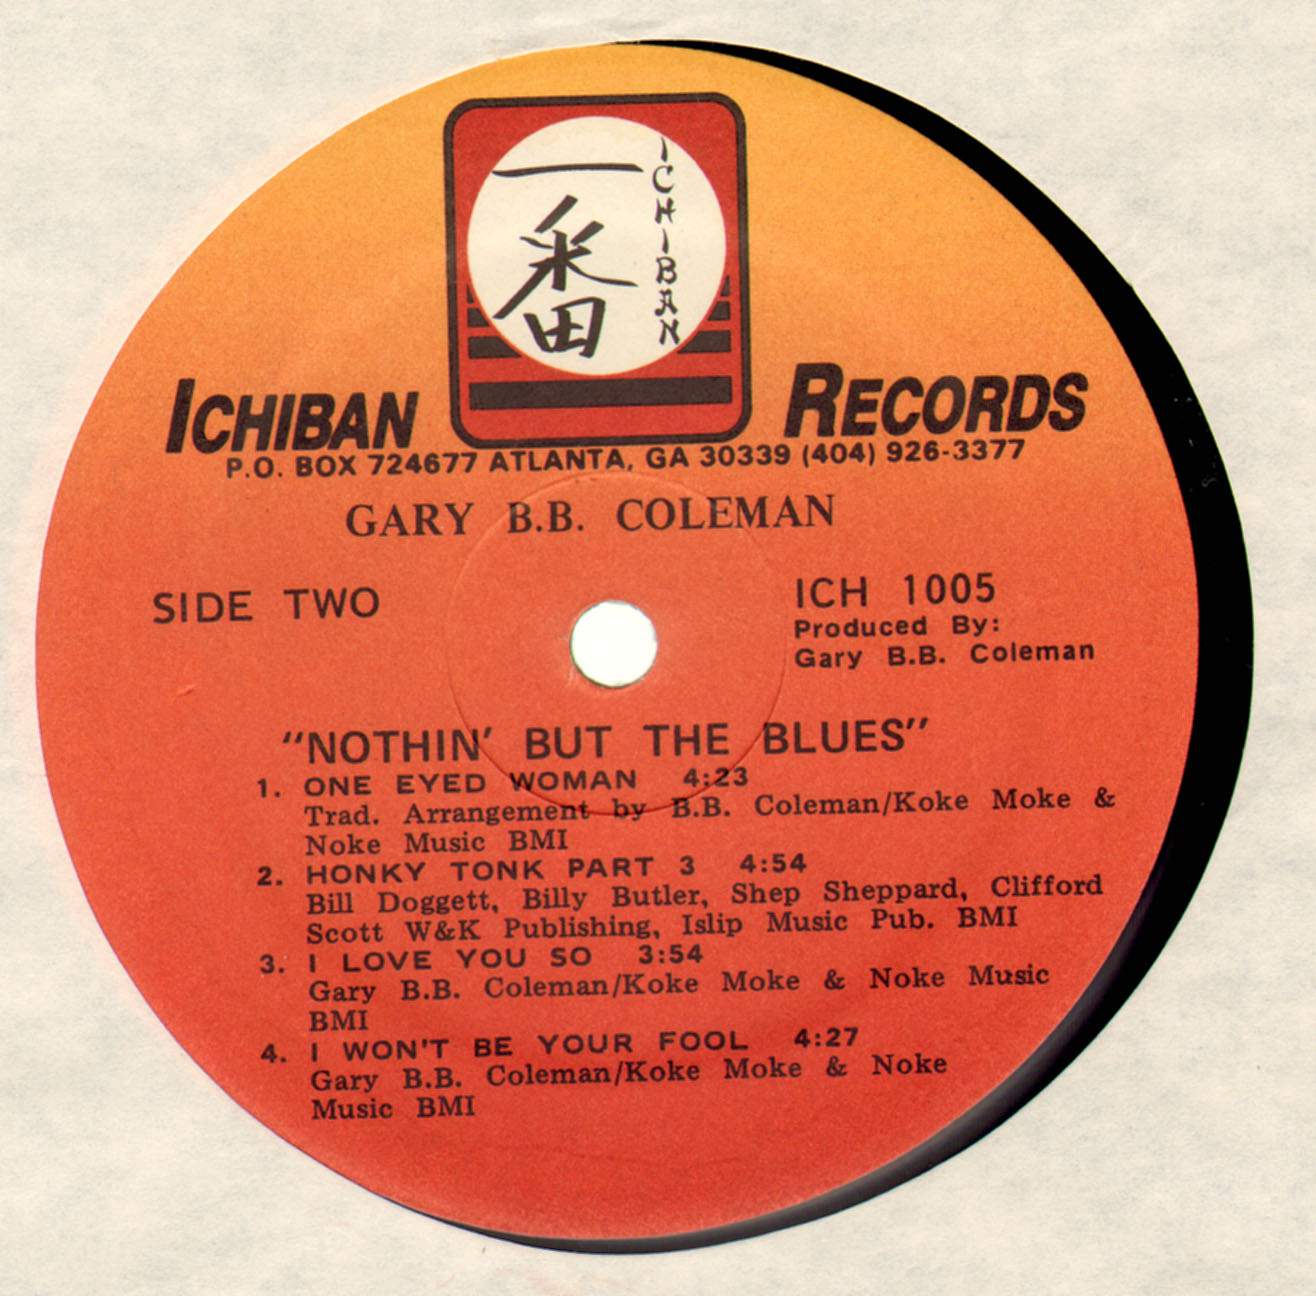 一番
ICHIBAN
ICHIBAN RECORDS
P.O. BOX 724677 ATLANTA, GA 30339 (404) 926-3377
GARY B.B. COLEMAN
SIDE TWO
ICH 1005
Produced By:
Gary B.B. Coleman
"NOTHIN' BUT THE BLUES"
1. ONE EYED WOMAN 4:23
Trad. Arrangement by B.B. Coleman/Koke Moke &
Noke Music BMI
2. HONKY TONK PART 3 4:54
Bill Doggett, Billy Butler, Shep Sheppard, Clifford
Scott W&K Publishing, Islip Music Pub. BMI
3. I LOVE YOU SO 3:54
Gary B.B. Coleman/Koke Moke & Noke Music
BMI
4. I WON'T BE YOUR FOOL 4:27
Gary B.B. Coleman/Koke Moke & Noke
Music BMI